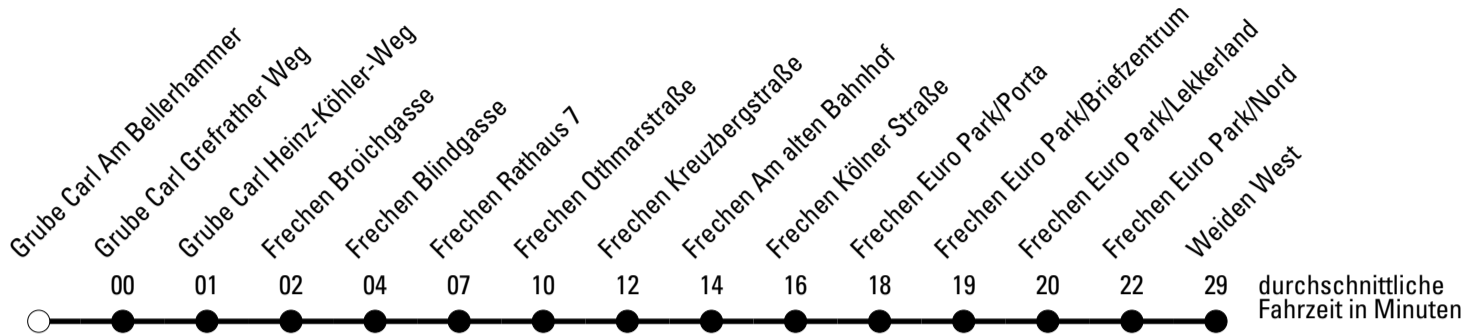 Grube Carl Am Bellerhammer
Grube Carl Grefrather Weg
Grube Carl Heinz-Köhler-Weg
Frechen Broichgasse
Frechen Blindgasse
Frechen Rathaus 7
Frechen Othmarstraße
Frechen Kreuzbergstraße
Frechen Am alten Bahnhof
Frechen Kölner Straße
Frechen Euro Park/Porta
Frechen Euro Park/Briefzentrum
Frechen Euro Park/Lekkerland
Frechen Euro Park/Nord
Weiden West
00 01 02 04 07 10 12 14 16 18 19 20 22 29
durchschnittliche
Fahrzeit in Minuten